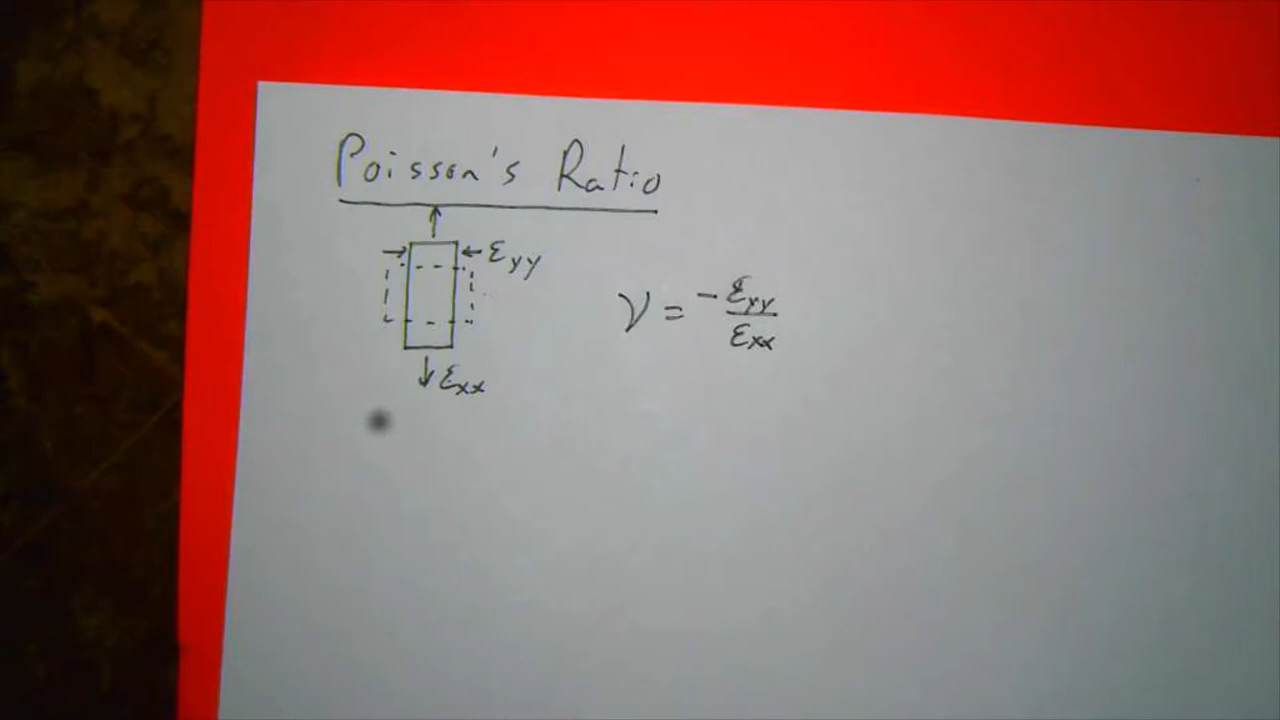 Poisson's Ratio
εyy
ν = -εyy/εxx
εxx